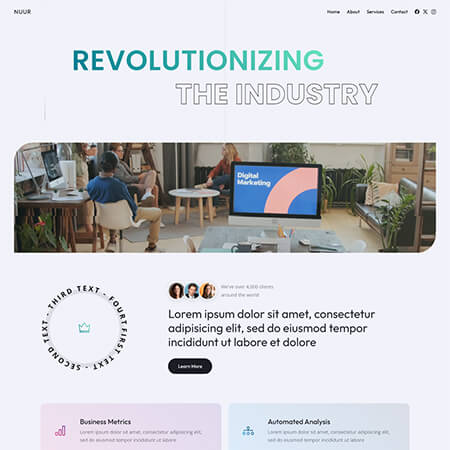 NUUR
Home About Services Contact
REVOLUTIONIZING
THE INDUSTRY
Digital
Marketing
We've over 4,000 clients
around the world
FIRST TEXT - SECOND TEXT - THIRD TEXT - FOURT
Lorem ipsum dolor sit amet, consectetur
adipisicing elit, sed do eiusmod tempor
incididunt ut labore et dolore
Learn More
Business Metrics
Lorem ipsum dolor sit amet, consectetur adipisicing elit,
sed do eiusmod tempor incididunt ut labore
Automated Analysis
Lorem ipsum dolor sit amet, consectetur adipisicing elit,
sed do eiusmod tempor incididunt ut labore